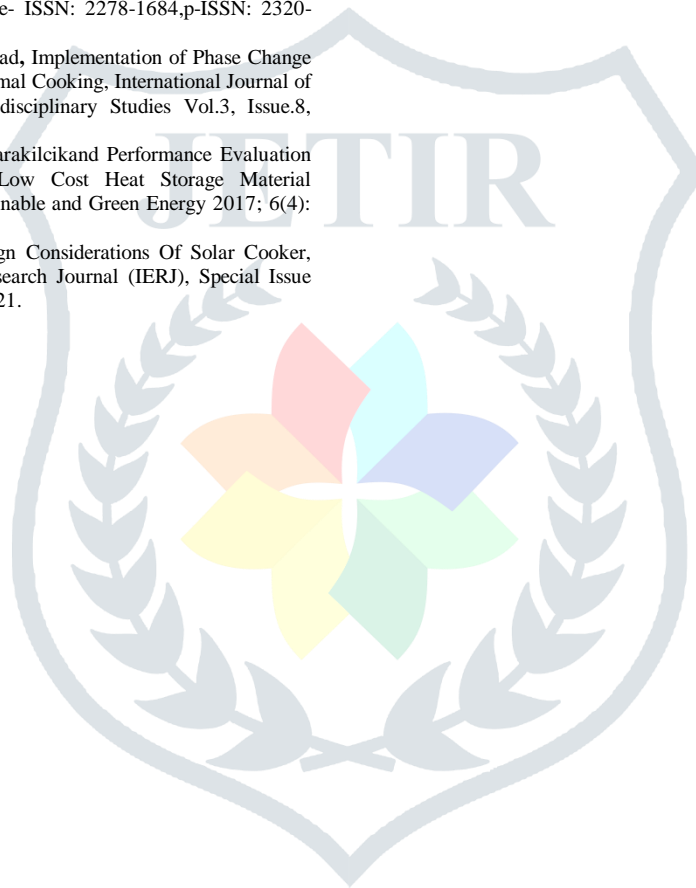 e- ISSN: 2278-1684,p-ISSN: 2320-
ad, Implementation of Phase Change
mal Cooking, International Journal of
disciplinary Studies Vol.3, Issue.8,
arakilcikand Performance Evaluation
Low Cost Heat Storage Material
nable and Green Energy 2017; 6(4):
gn Considerations Of Solar Cooker,
search Journal (IERJ), Special Issue
21.
JETIR